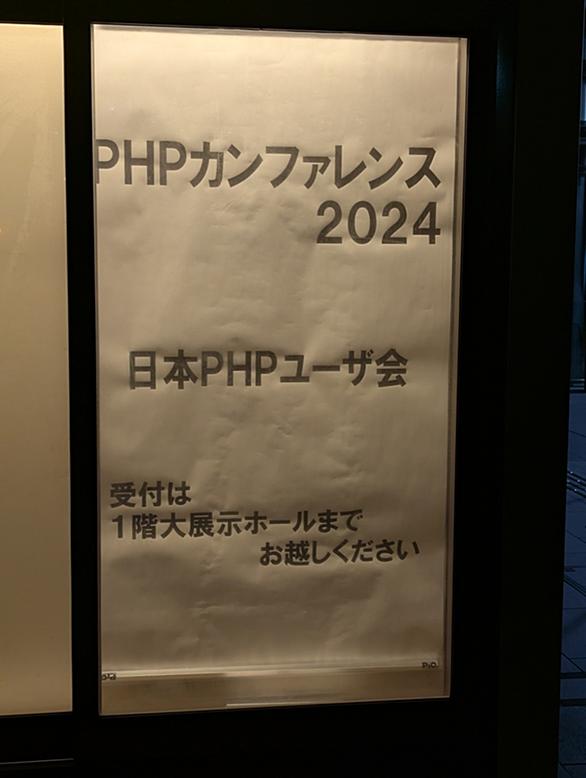 PHPカンファレンス
2024
日本PHPユーザ会
受付は
1階大展示ホールまで
お越しください
PiO